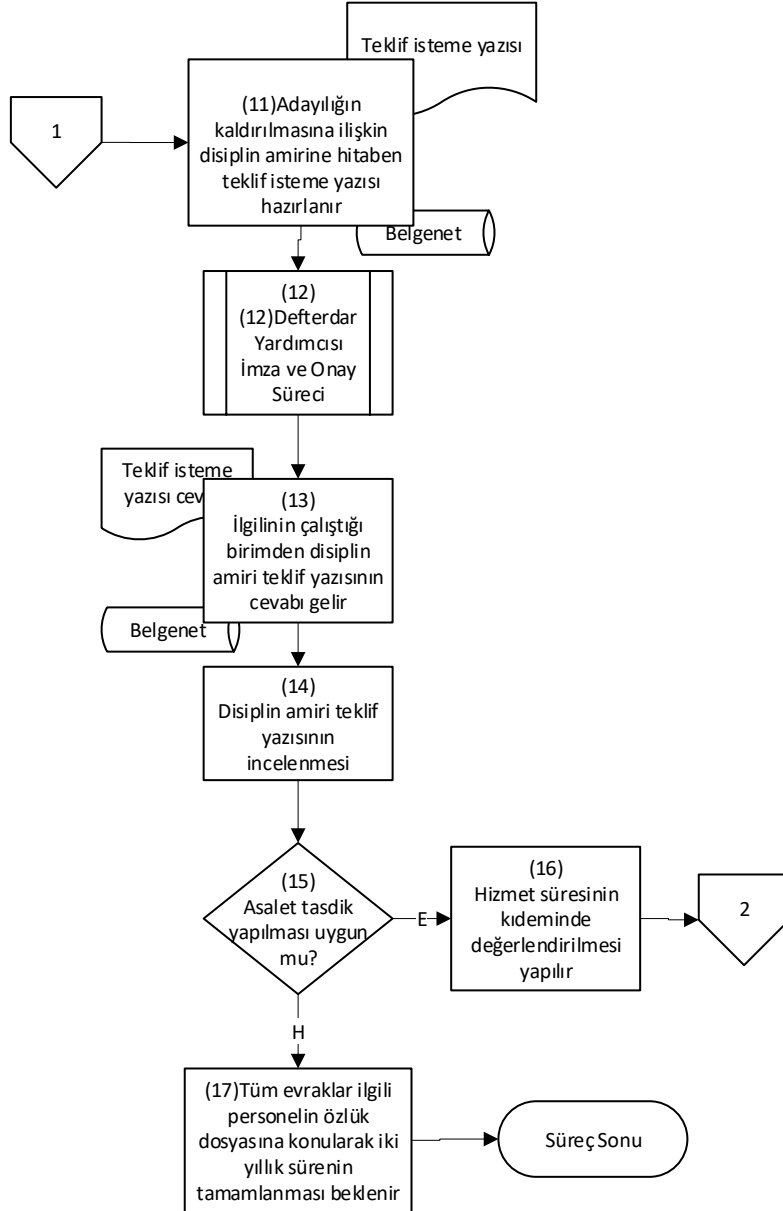 Teklif isteme yazısı
1
(11)Adayılığın
kaldırılmasına ilişkin
disiplin amirine hitaben
teklif isteme yazısı
hazırlanır
Belgenet
(12)
(12)Defterdar
Yardımcısı
İmza ve Onay
Süreci
Teklif isteme
yazısı
(13)
İlgilinin çalıştığı
birimden disiplin
amiri teklif yazısının
cevabı gelir
Belgenet
(14)
Disiplin amiri teklif
yazısının
incelenmesi
(15)
Asalet tasdik
yapılması uygun
mu?
E
(16)
Hizmet süresinin
kıdeminde
değerlendirilmesi
yapılır
2
H
(17)Tüm evraklar ilgili
personelin özlük
dosyasına konularak iki
yıllık sürenin
tamamlanması beklenir
Süreç Sonu